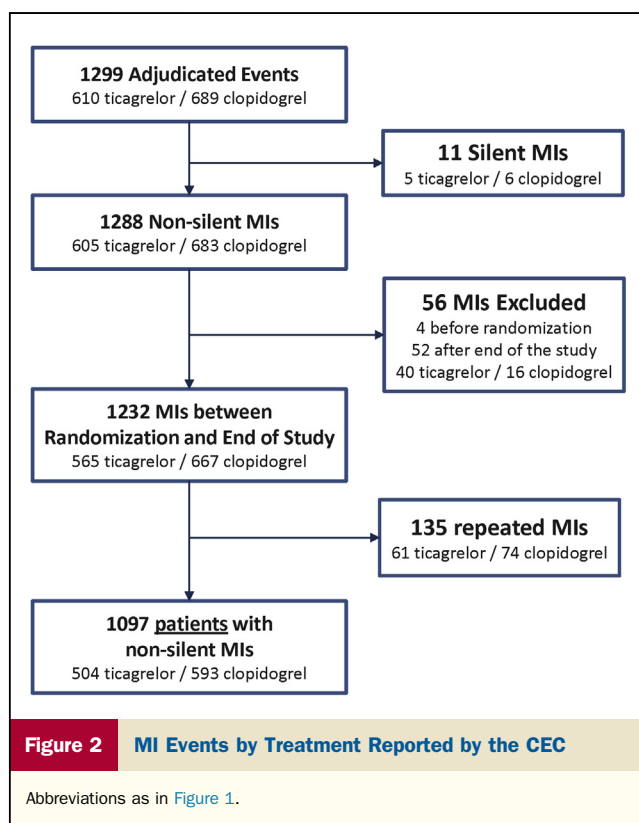 1299 Adjudicated Events
610 ticagrelor / 689 clopidogrel
11 Silent MIs
5 ticagrelor / 6 clopidogrel
1288 Non-silent MIs
605 ticagrelor / 683 clopidogrel
56 MIs Excluded
4 before randomization
52 after end of the study
40 ticagrelor / 16 clopidogrel
1232 MIs between
Randomization and End of Study
565 ticagrelor / 667 clopidogrel
135 repeated MIs
61 ticagrelor / 74 clopidogrel
1097 patients with
non-silent MIs
504 ticagrelor / 593 clopidogrel
Figure 2 MI Events by Treatment Reported by the CEC
Abbreviations as in Figure 1.